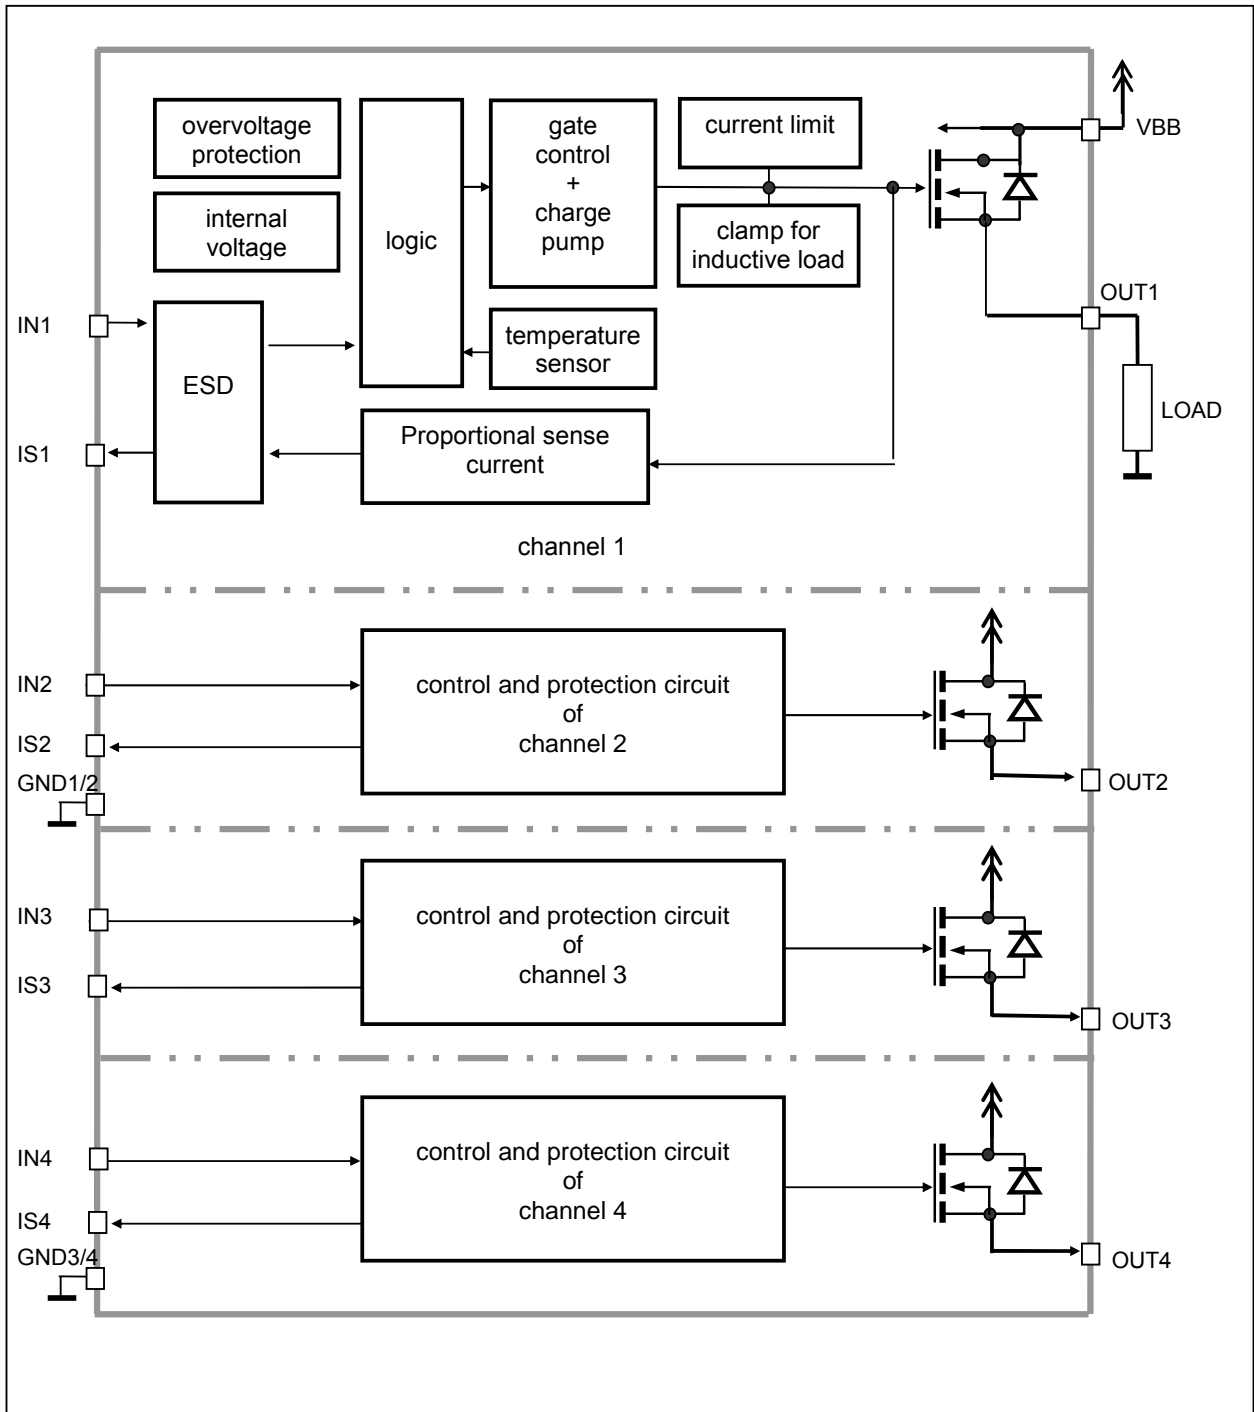 overvoltage
protection
internal
voltage
logic
gate
control
+
charge
pump
current limit
clamp for
inductive load
VBB
OUT1
LOAD
IN1
ESD
temperature
sensor
IS1
Proportional sense
current
channel 1
IN2
IS2
GND1/2
control and protection circuit
of
channel 2
OUT2
IN3
IS3
control and protection circuit
of
channel 3
OUT3
IN4
IS4
GND3/4
control and protection circuit
of
channel 4
OUT4